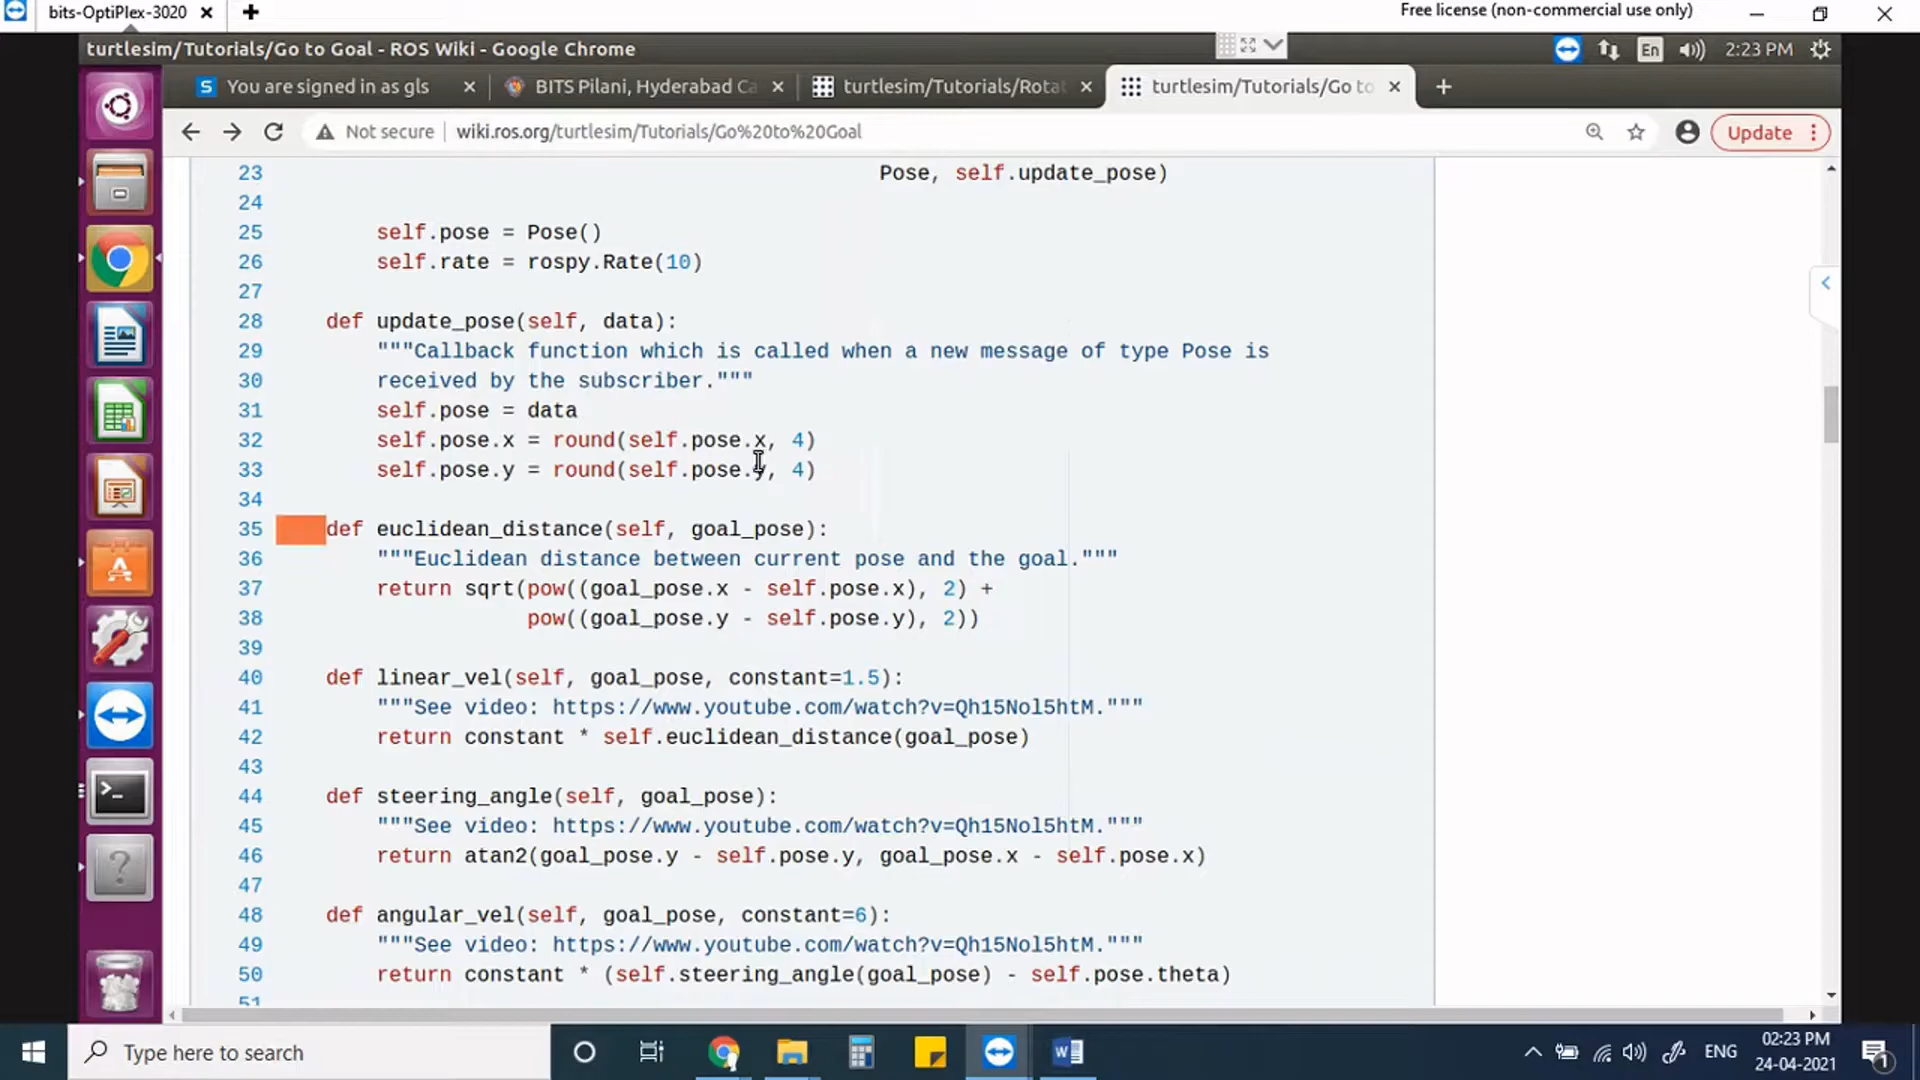 bits-OptiPlex-3020
Free license (non-commercial use only)
turtlesim/Tutorials/Go to Goal - ROS Wiki - Google Chrome
En
2:23 PM
You are signed in as gls
BITS Pilani, Hyderabad Ca
turtlesim/Tutorials/Rotat
turtlesim/Tutorials/Go to
Not secure
wiki.ros.org/turtlesim/Tutorials/Go%20to%20Goal
Update
23 Pose, self.update_pose)
24
25 self.pose = Pose()
26 self.rate = rospy.Rate(10)
27
28 def update_pose(self, data):
29 """Callback function which is called when a new message of type Pose is
30 received by the subscriber."""
31 self.pose = data
32 self.pose.x = round(self.pose.x, 4)
33 self.pose.y = round(self.pose.y, 4)
34
35 def euclidean_distance(self, goal_pose):
36 """Euclidean distance between current pose and the goal."""
37 return sqrt(pow((goal_pose.x - self.pose.x), 2) +
38 pow((goal_pose.y - self.pose.y), 2))
39
40 def linear_vel(self, goal_pose, constant=1.5):
41 """See video: https://www.youtube.com/watch?v=Qh15Nol5htM."""
42 return constant * self.euclidean_distance(goal_pose)
43
44 def steering_angle(self, goal_pose):
45 """See video: https://www.youtube.com/watch?v=Qh15Nol5htM."""
46 return atan2(goal_pose.y - self.pose.y, goal_pose.x - self.pose.x)
47
48 def angular_vel(self, goal_pose, constant=6):
49 """See video: https://www.youtube.com/watch?v=Qh15Nol5htM."""
50 return constant * (self.steering_angle(goal_pose) - self.pose.theta)
51
Type here to search
ENG
02:23 PM
24-04-2021
1